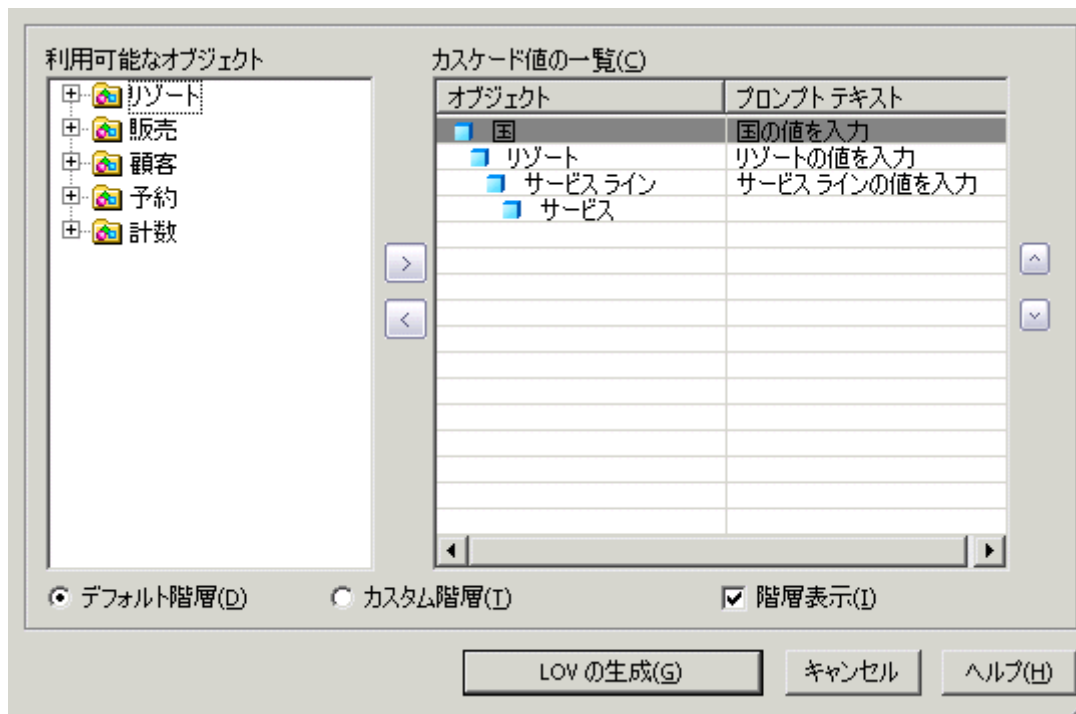 利用可能なオブジェクト
リゾート
販売
顧客
予約
計数
カスケード値の一覧(C)
オブジェクト プロンプト テキスト
国 国の値を入力
リゾート リゾートの値を入力
サービス ライン サービス ラインの値を入力
サービス
デフォルト階層(D) カスタム階層(T) 階層表示(I)
LOV の生成(G) キャンセル ヘルプ(H)